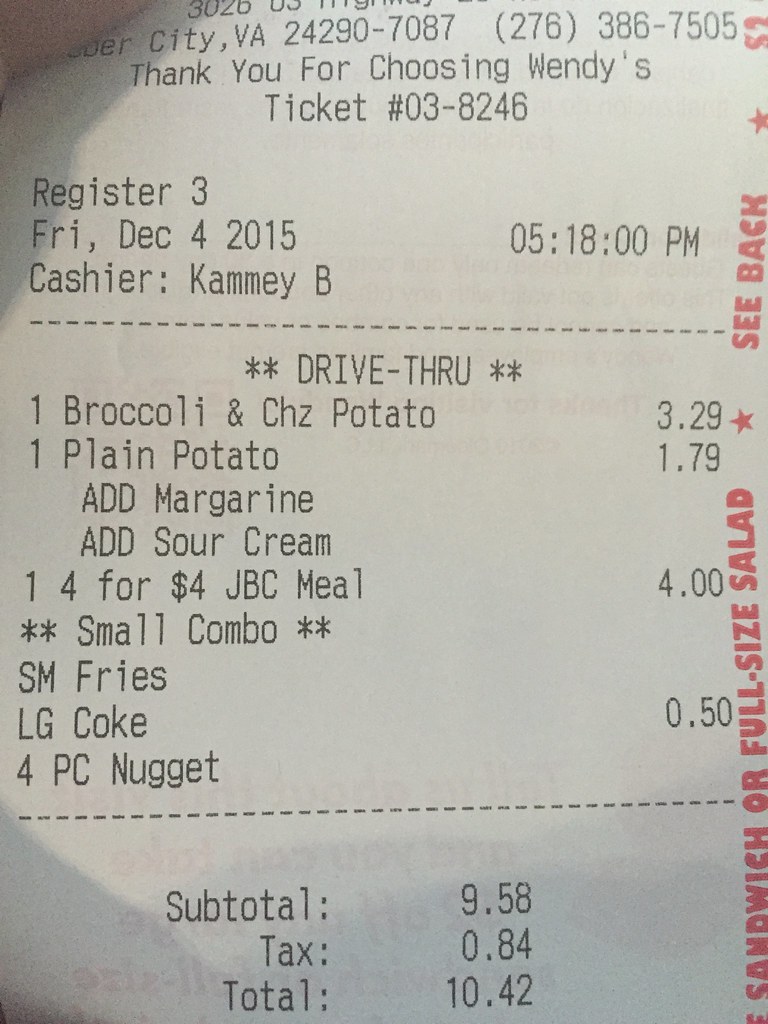 3026 US Highway
City,VA 24290-7087 (276) 386-7505
Thank You For Choosing Wendy's
Ticket #03-8246
Register 3
Fri, Dec 4 2015 05:18:00 PM
Cashier: Kammey B
** DRIVE-THRU **
1 Broccoli & Chz Potato 3.29
1 Plain Potato 1.79
ADD Margarine
ADD Sour Cream
1 4 for $4 JBC Meal 4.00
** Small Combo **
SM Fries
LG Coke 0.50
4 PC Nugget
Subtotal: 9.58
Tax: 0.84
Total: 10.42
SANDWICH OR FULL-SIZE SALAD ★ SEE BACK ★ $2